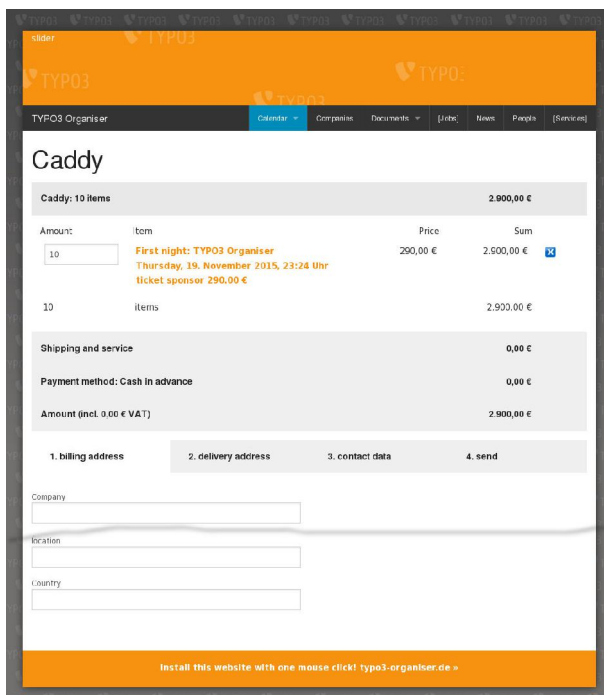 slider
TYPO3
TYPO3
TYPO3
TYPO3 Organiser Calendar Companies Documents [Jobs] News People [Services]
Caddy
Caddy: 10 items 2.900,00 €
Amount Item Price Sum
10 First night: TYPO3 Organiser 290,00 € 2.900,00 €
Thursday, 19. November 2015, 23:24 Uhr
ticket sponsor 290,00 €
10 items 2.900,00 €
Shipping and service 0,00 €
Payment method: Cash in advance 0,00 €
Amount (incl. 0,00 € VAT) 2.900,00 €
1. billing address 2. delivery address 3. contact data 4. send
Company
location
Country
Install this website with one mouse click! typo3-organiser.de »